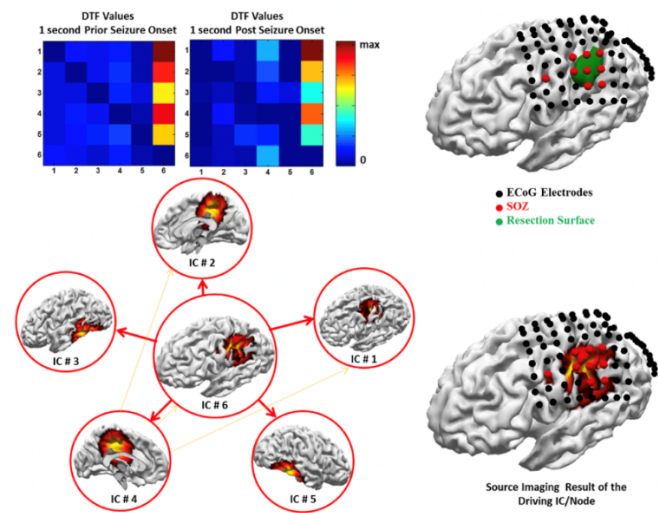 DTF Values
1 second Prior Seizure Onset
DTF Values
1 second Post Seizure Onset
1
2
3
4
5
6
1 2 3 4 5 6
1
2
3
4
5
6
1 2 3 4 5 6
max
0
ECoG Electrodes
SOZ
Resection Surface
IC # 2
IC # 3
IC # 1
IC # 6
IC # 4
IC # 5
Source Imaging Result of the
Driving IC/Node